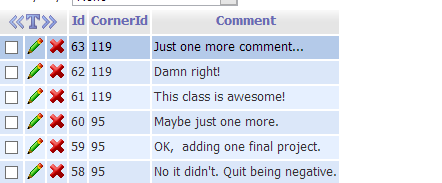 <<T>> Id CornerId Comment
63 119 Just one more comment...
62 119 Damn right!
61 119 This class is awesome!
60 95 Maybe just one more.
59 95 OK,  adding one final project.
58 95 No it didn't. Quit being negative.